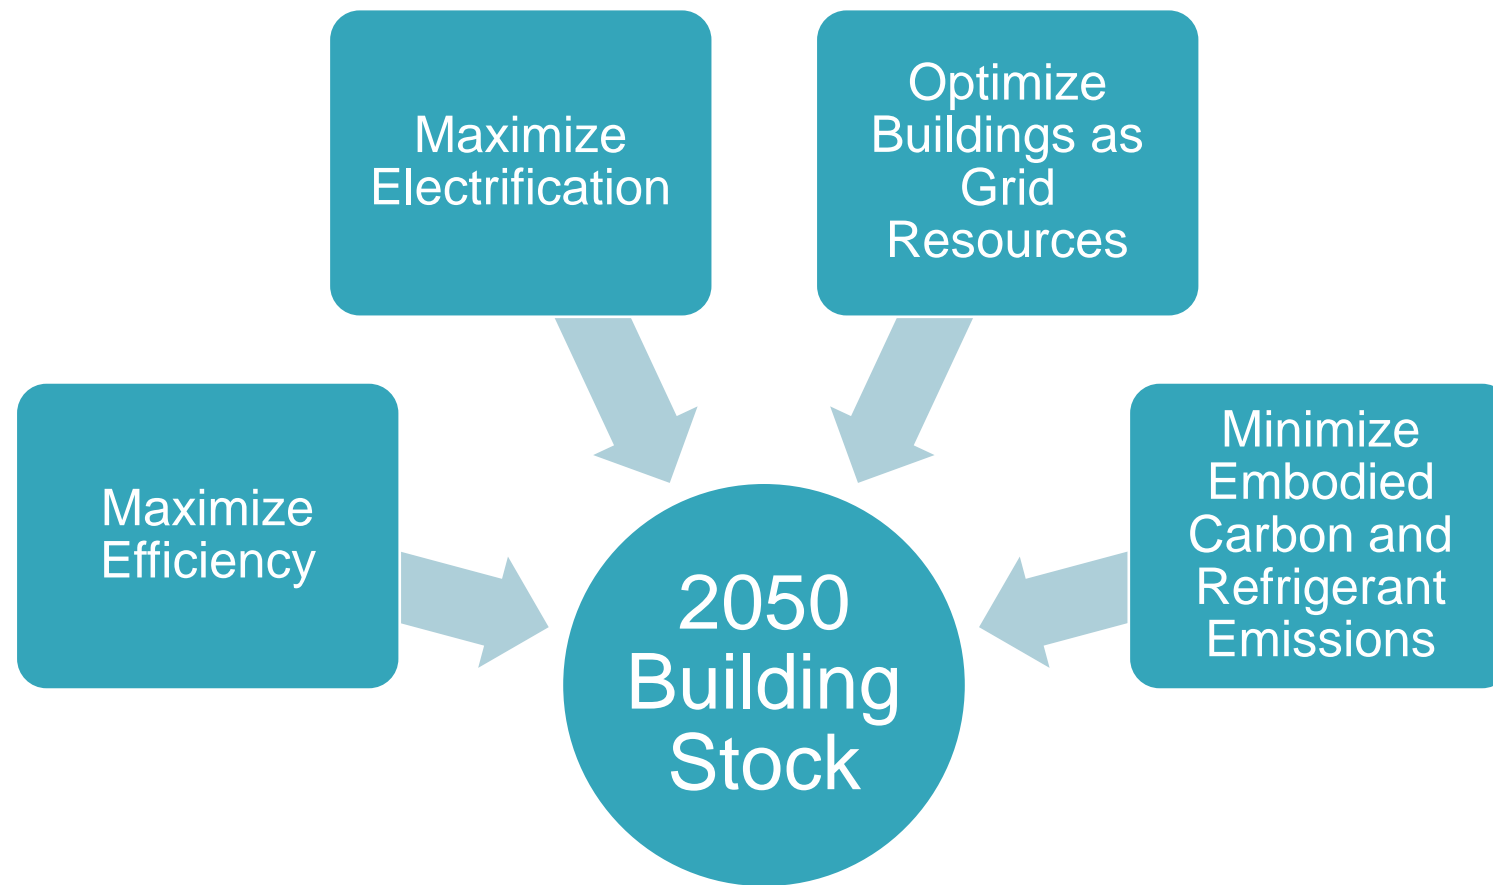 Maximize
Electrification
Optimize
Buildings as
Grid
Resources
Maximize
Efficiency
Minimize
Embodied
Carbon and
Refrigerant
Emissions
2050
Building
Stock